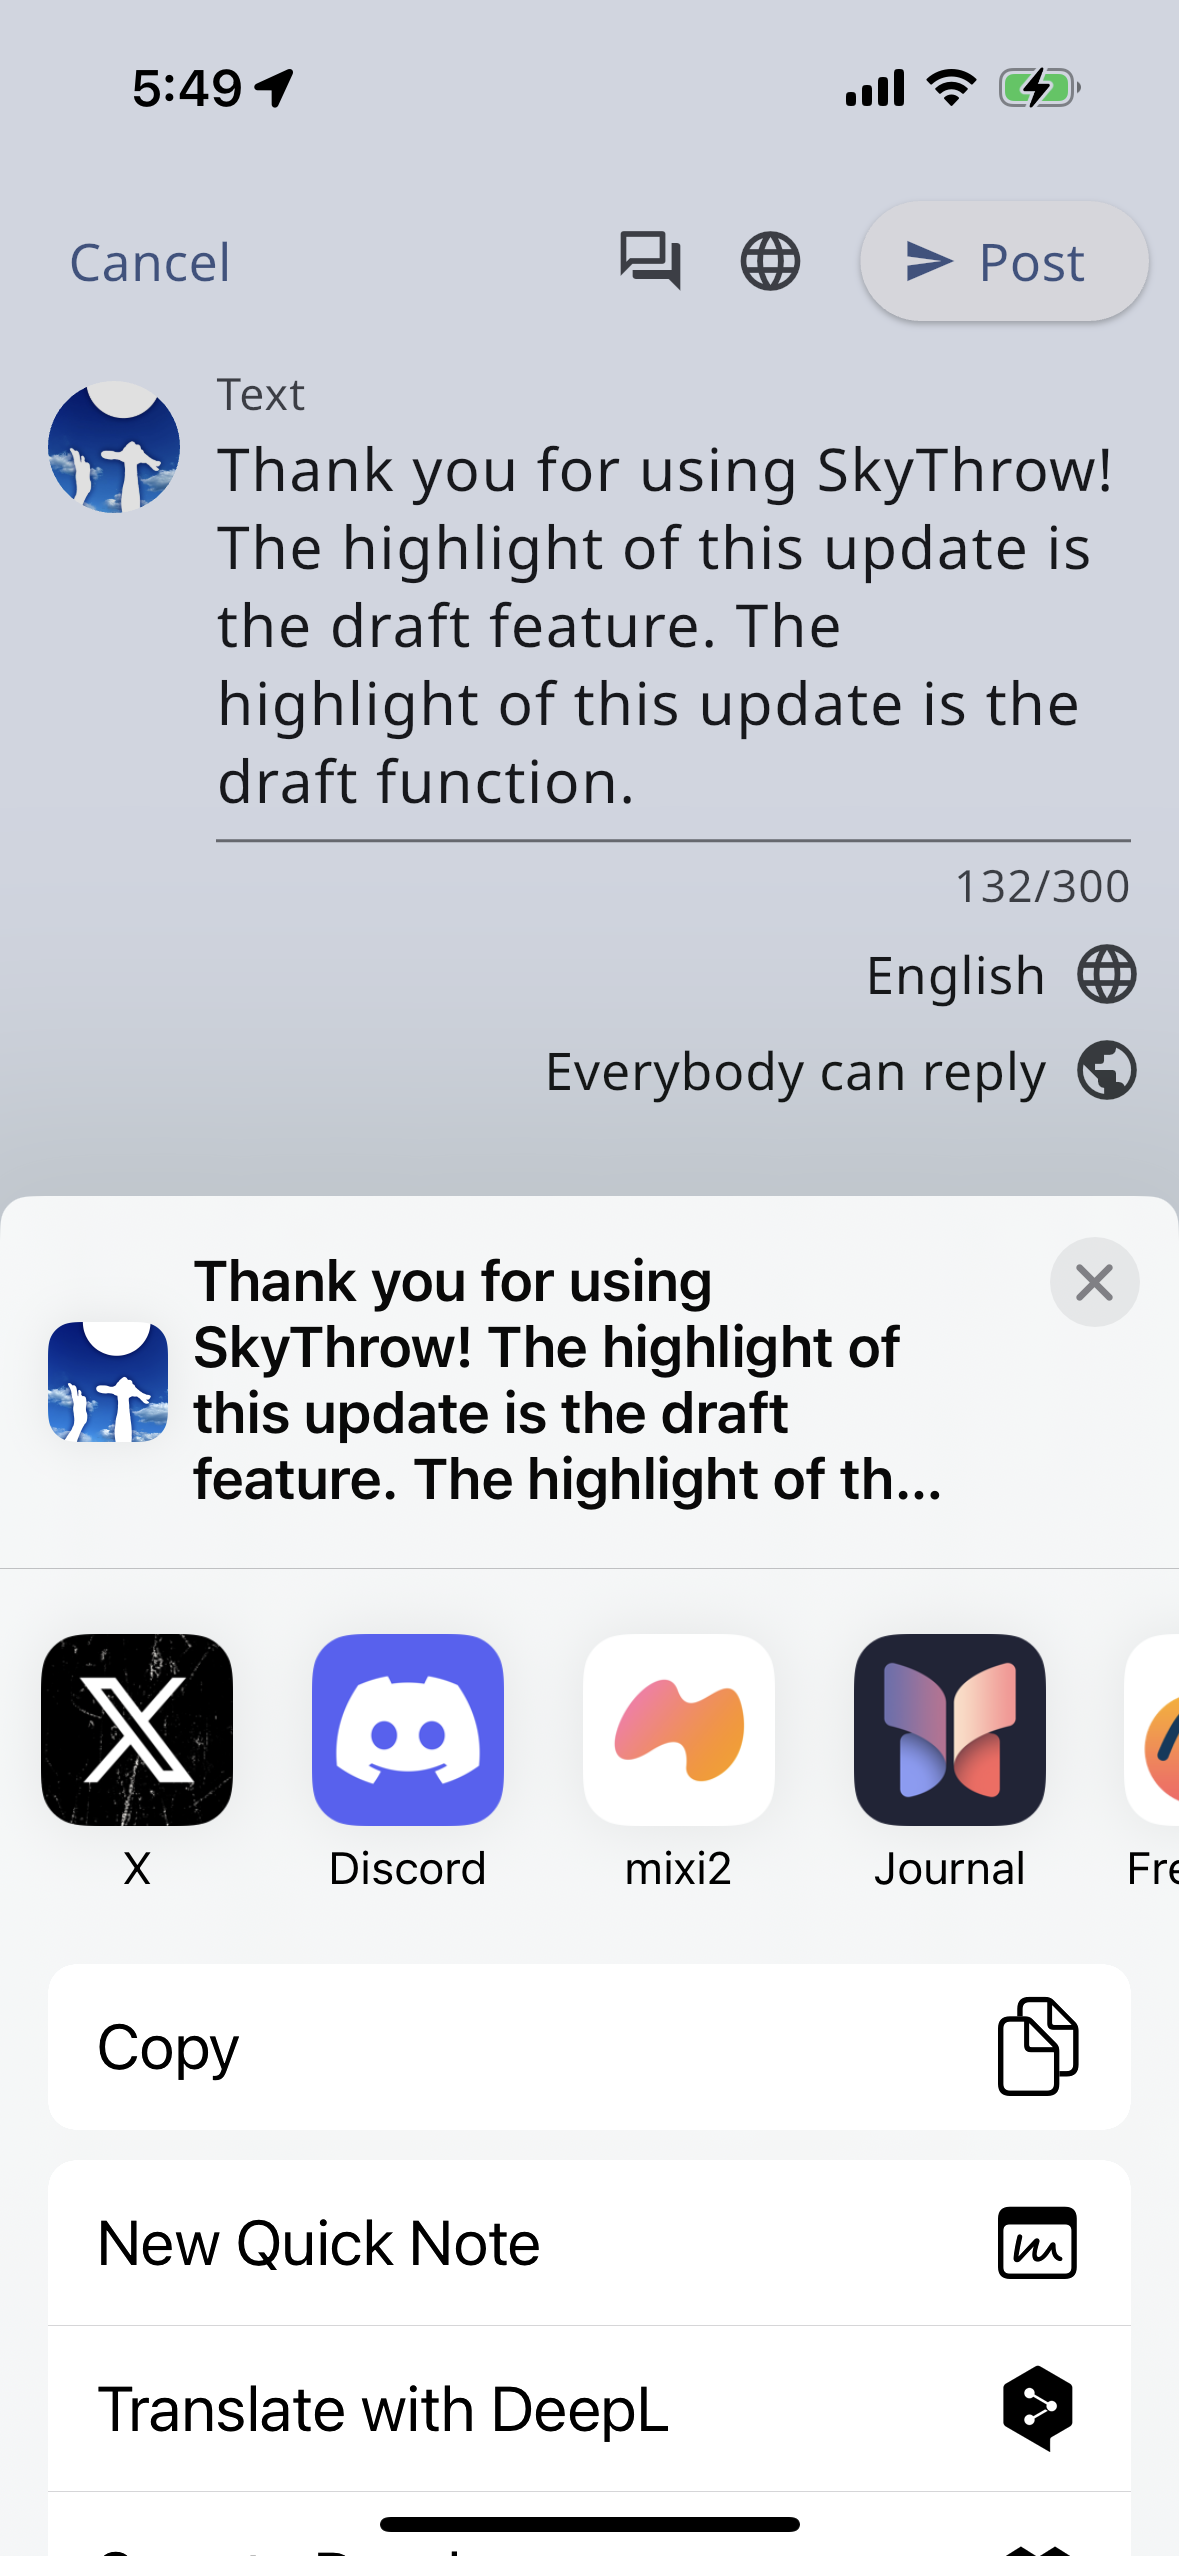 5:49
Cancel
Post
Text
Thank you for using SkyThrow!
The highlight of this update is
the draft feature. The
highlight of this update is the
draft function.
132/300
English
Everybody can reply
Thank you for using
SkyThrow! The highlight of
this update is the draft
feature. The highlight of th...
X
Discord
mixi2
Journal
Fre
Copy
New Quick Note
Translate with DeepL